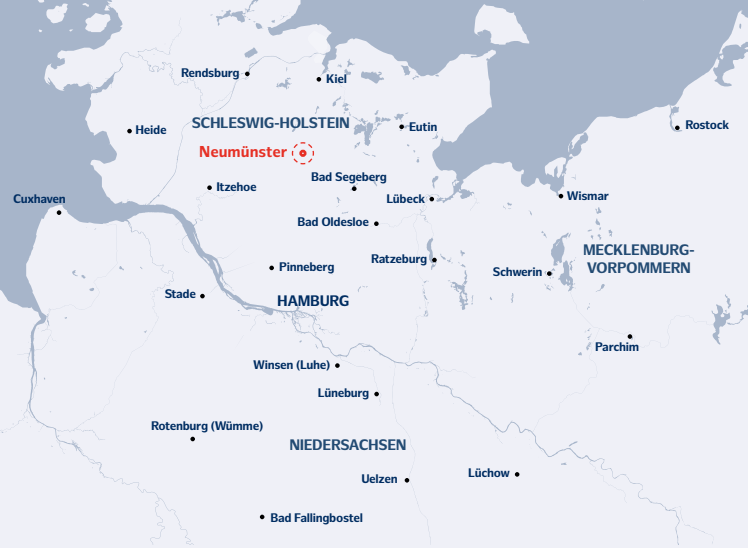 Rendsburg
Kiel
SCHLESWIG-HOLSTEIN
Eutin
Heide
Rostock
Neumünster
Bad Segeberg
Itzehoe
Cuxhaven
Lübeck
Wismar
Bad Oldesloe
MECKLENBURG-
VORPOMMERN
Ratzeburg
Pinneberg
Schwerin
Stade
HAMBURG
Parchim
Winsen (Luhe)
Lüneburg
Rotenburg (Wümme)
NIEDERSACHSEN
Lüchow
Uelzen
Bad Fallingbostel